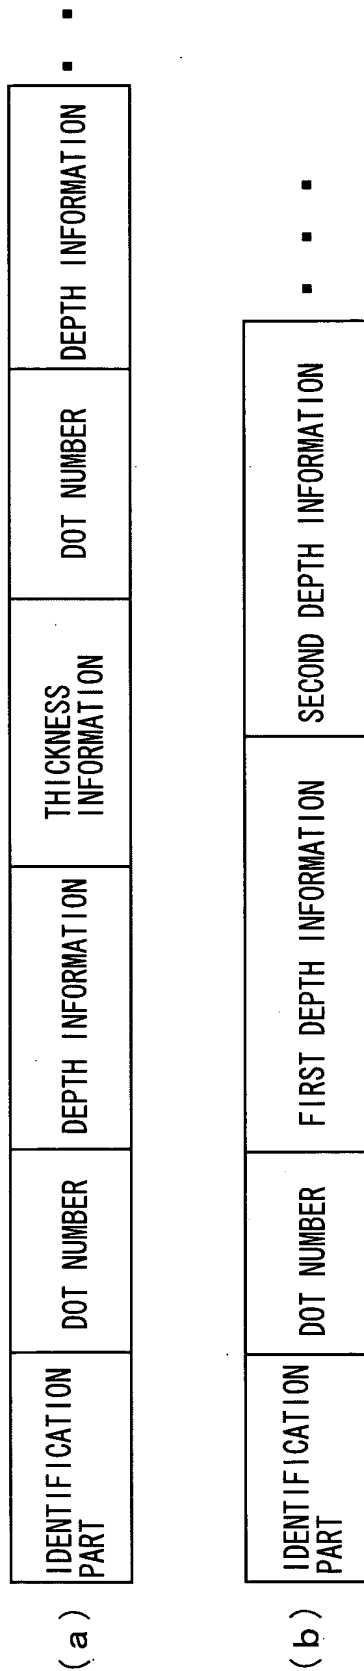 (a)
IDENTIFICATION
PART
DOT NUMBER
DEPTH INFORMATION
THICKNESS
INFORMATION
DOT NUMBER
DEPTH INFORMATION
(b)
IDENTIFICATION
PART
DOT NUMBER
FIRST DEPTH INFORMATION
SECOND DEPTH INFORMATION